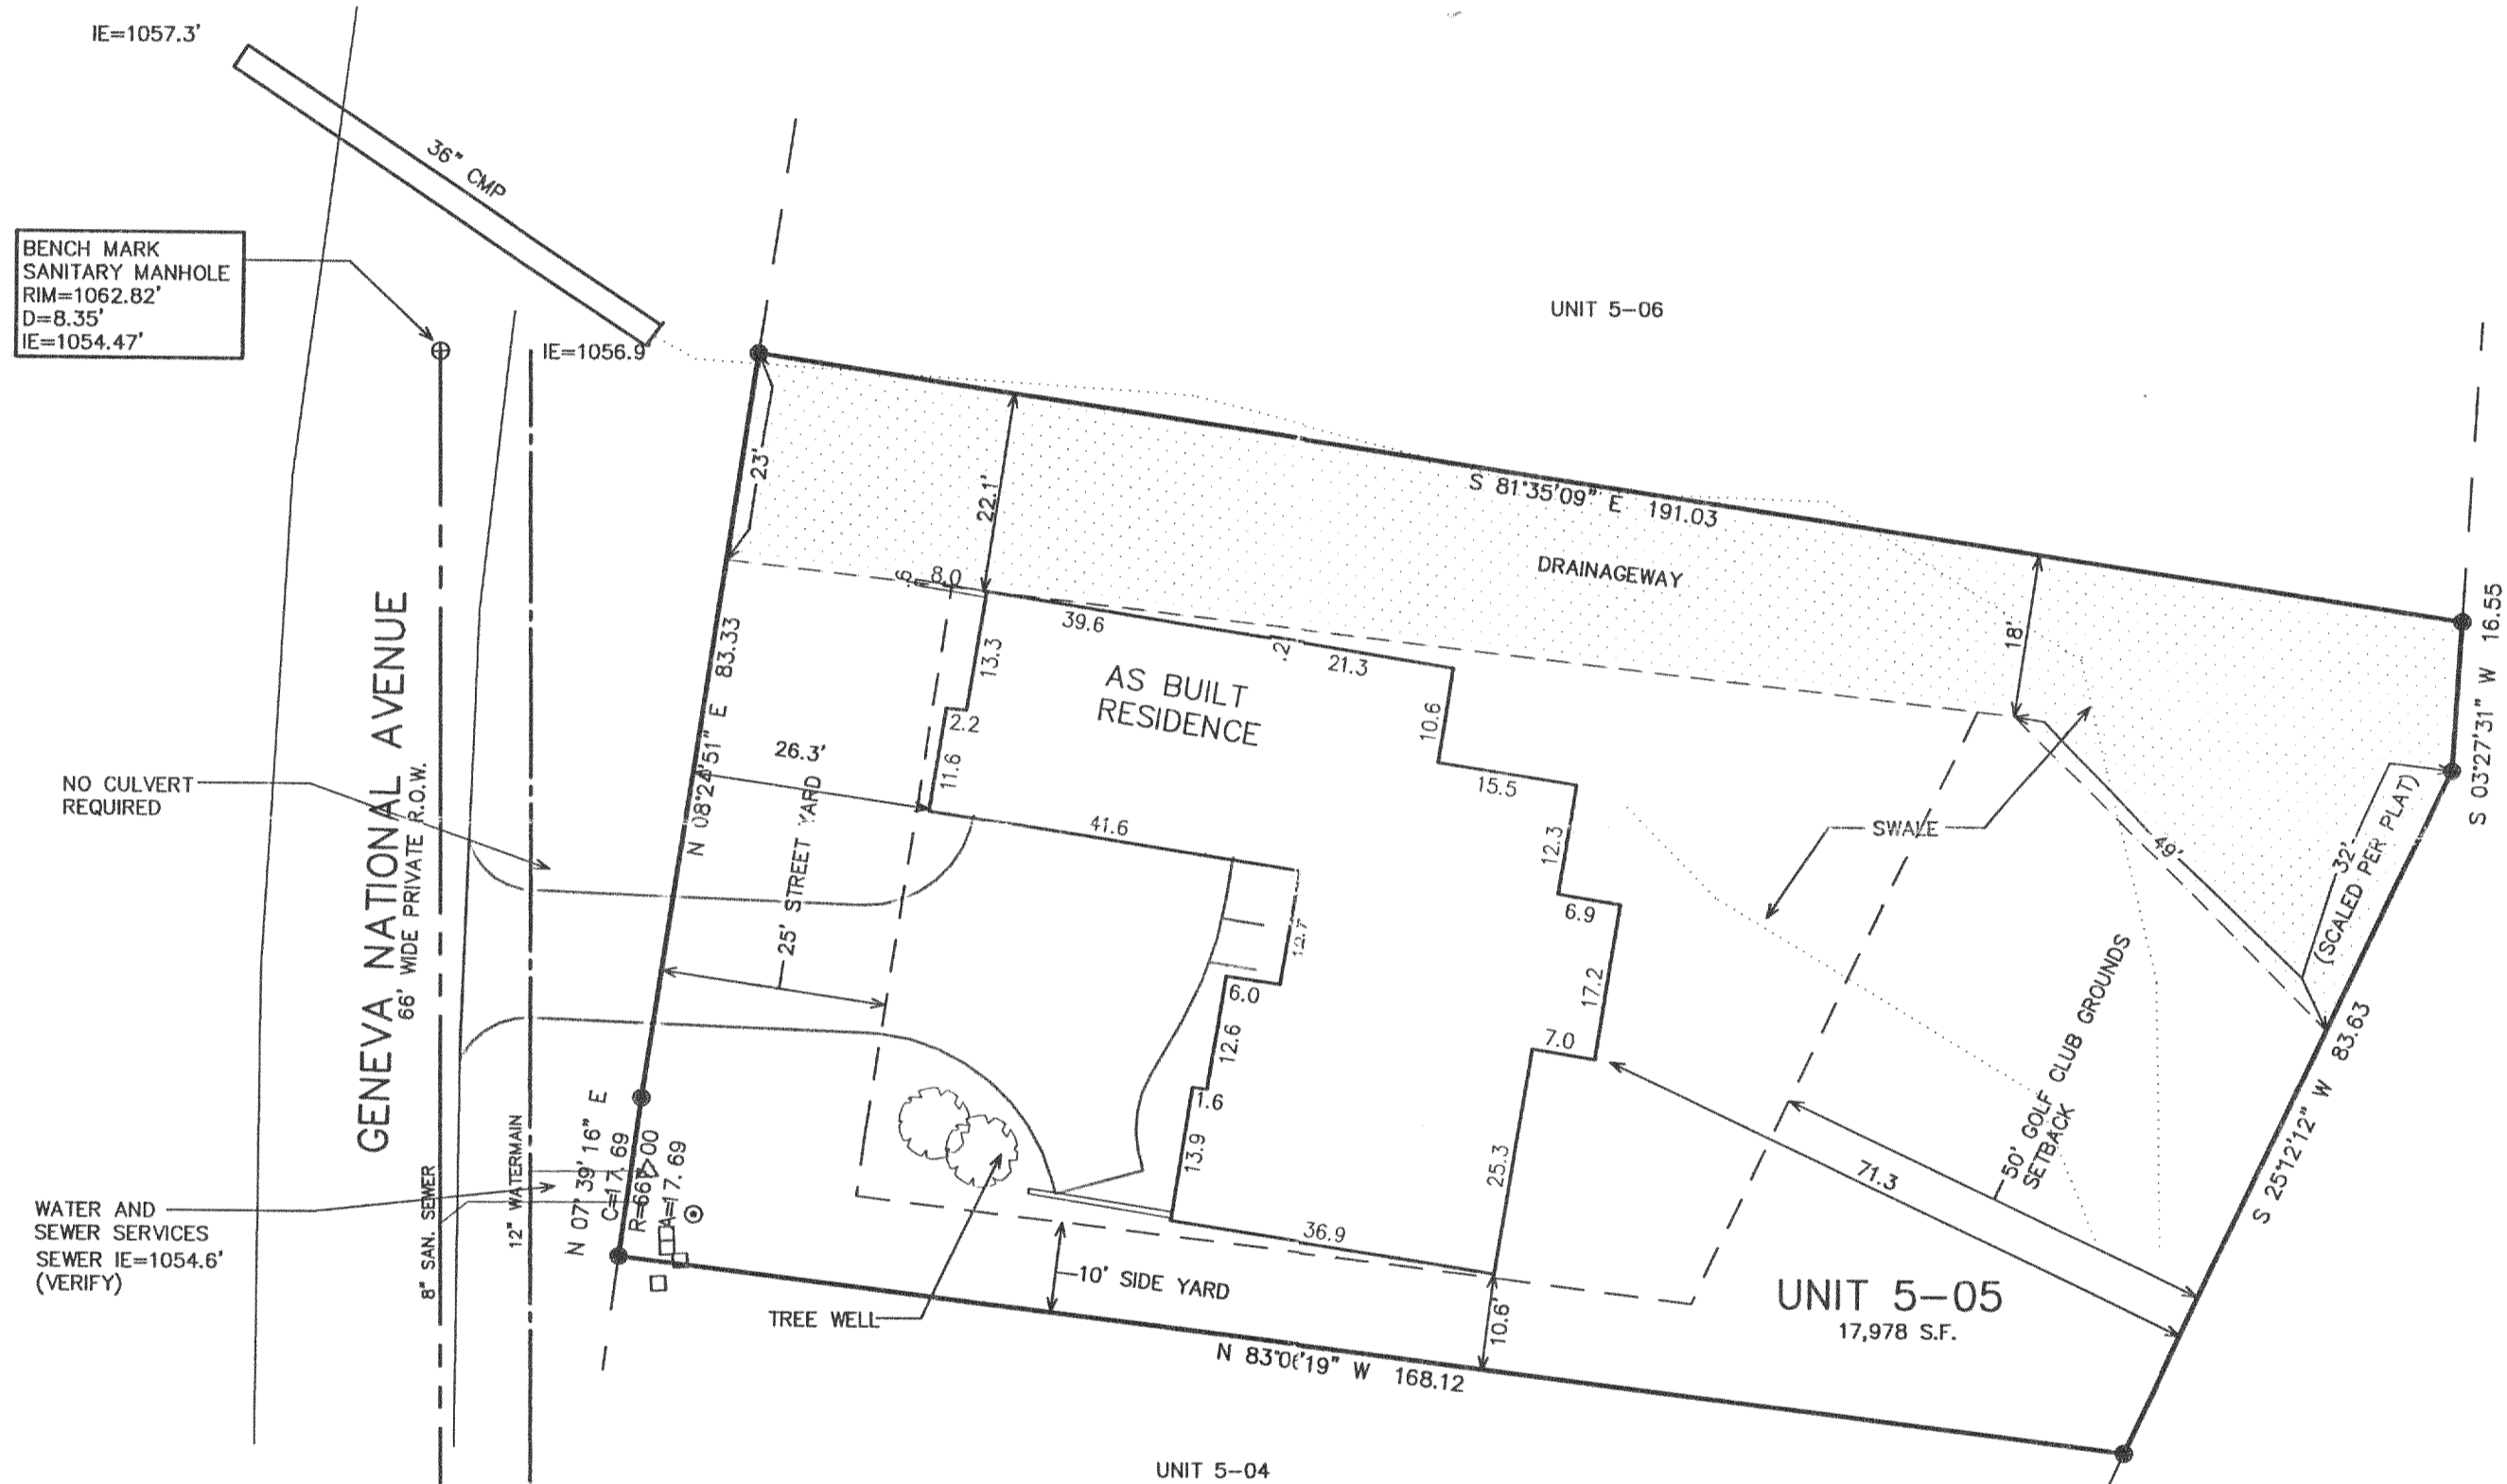 IE=1057.3'
36" CMP
BENCH MARK
SANITARY MANHOLE
RIM=1062.82'
D=8.35'
IE=1054.47'
IE=1056.9
UNIT 5-06
23'
22.1'
S 81°35'09" E 191.03
DRAINAGEWAY
18'
S 03°27'31" W 16.55
.6
8.0
39.6
.2
21.3
13.3
AS BUILT
RESIDENCE
10.6
2.2
11.6
26.3'
15.5
N 08°24'51" E 83.33
GENEVA NATIONAL AVENUE
66' WIDE PRIVATE R.O.W.
NO CULVERT
REQUIRED
25' STREET YARD
41.6
12.3
SWALE
49'
32'
(SCALED PER PLAT)
6.9
12.7
6.0
17.2
12.6
7.0
1.6
13.9
25.3
50' GOLF CLUB GROUNDS
SETBACK
71.3
S 25°12'12" W 83.63
N 07°39'16" E
C=17.69
A=17.69
WATER AND
SEWER SERVICES
SEWER IE=1054.6'
(VERIFY)
8" SAN. SEWER
12" WATERMAIN
36.9
10' SIDE YARD
TREE WELL
10.6'
UNIT 5-05
17,978 S.F.
W 168.12
UNIT 5-04